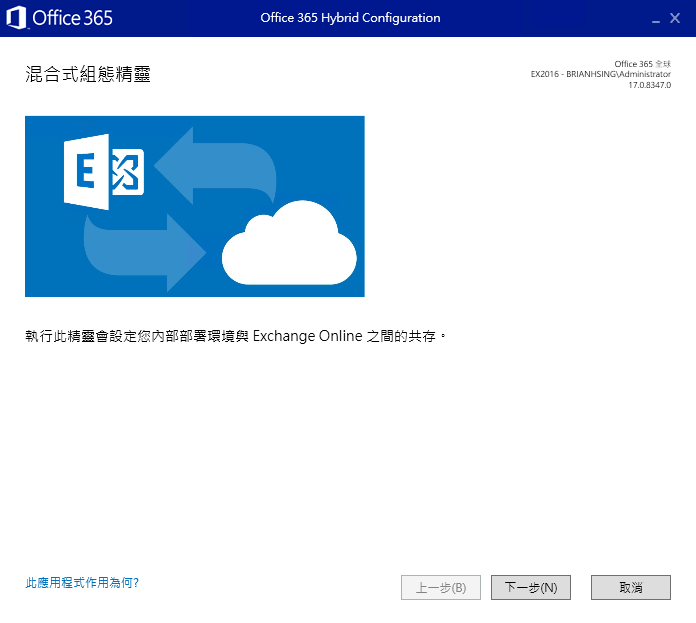 Office 365
Office 365 Hybrid Configuration
混合式組態精靈
Office 365 全球
EX2016 - BRIANHSING\Administrator
17.0.8347.0
執行此精靈會設定您內部部署環境與 Exchange Online 之間的共存。
此應用程式作用為何?
上一步(B)
下一步(N)
取消